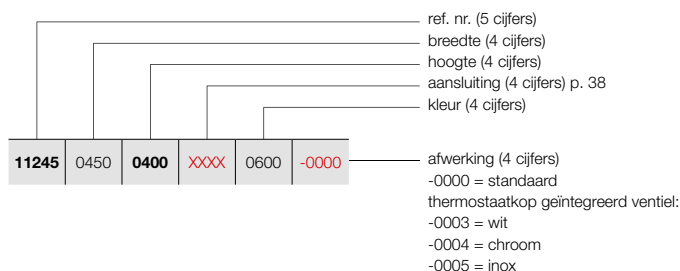 ref. nr. (5 cijfers)
breedte (4 cijfers)
hoogte (4 cijfers)
aansluiting (4 cijfers) p. 38
kleur (4 cijfers)
11245 0450 0400 XXXX 0600 -0000
afwerking (4 cijfers)
-0000 = standaard
thermostaatkop geïntegreerd ventiel:
-0003 = wit
-0004 = chroom
-0005 = inox